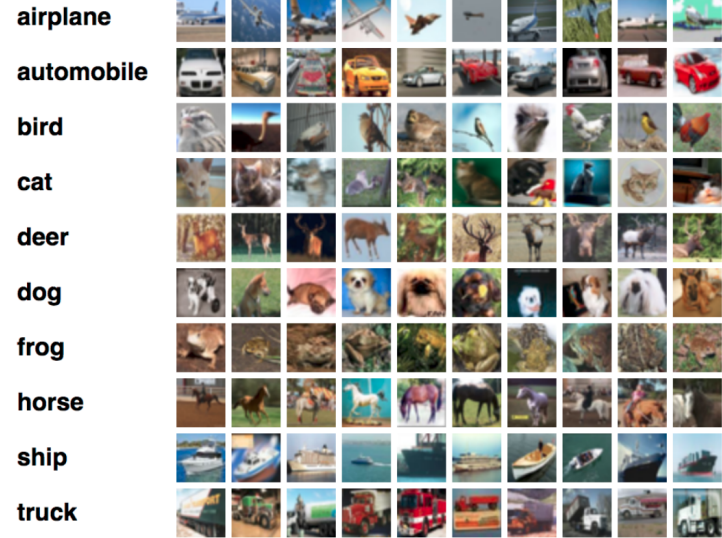 airplane
automobile
bird
cat
deer
dog
frog
horse
ship
truck